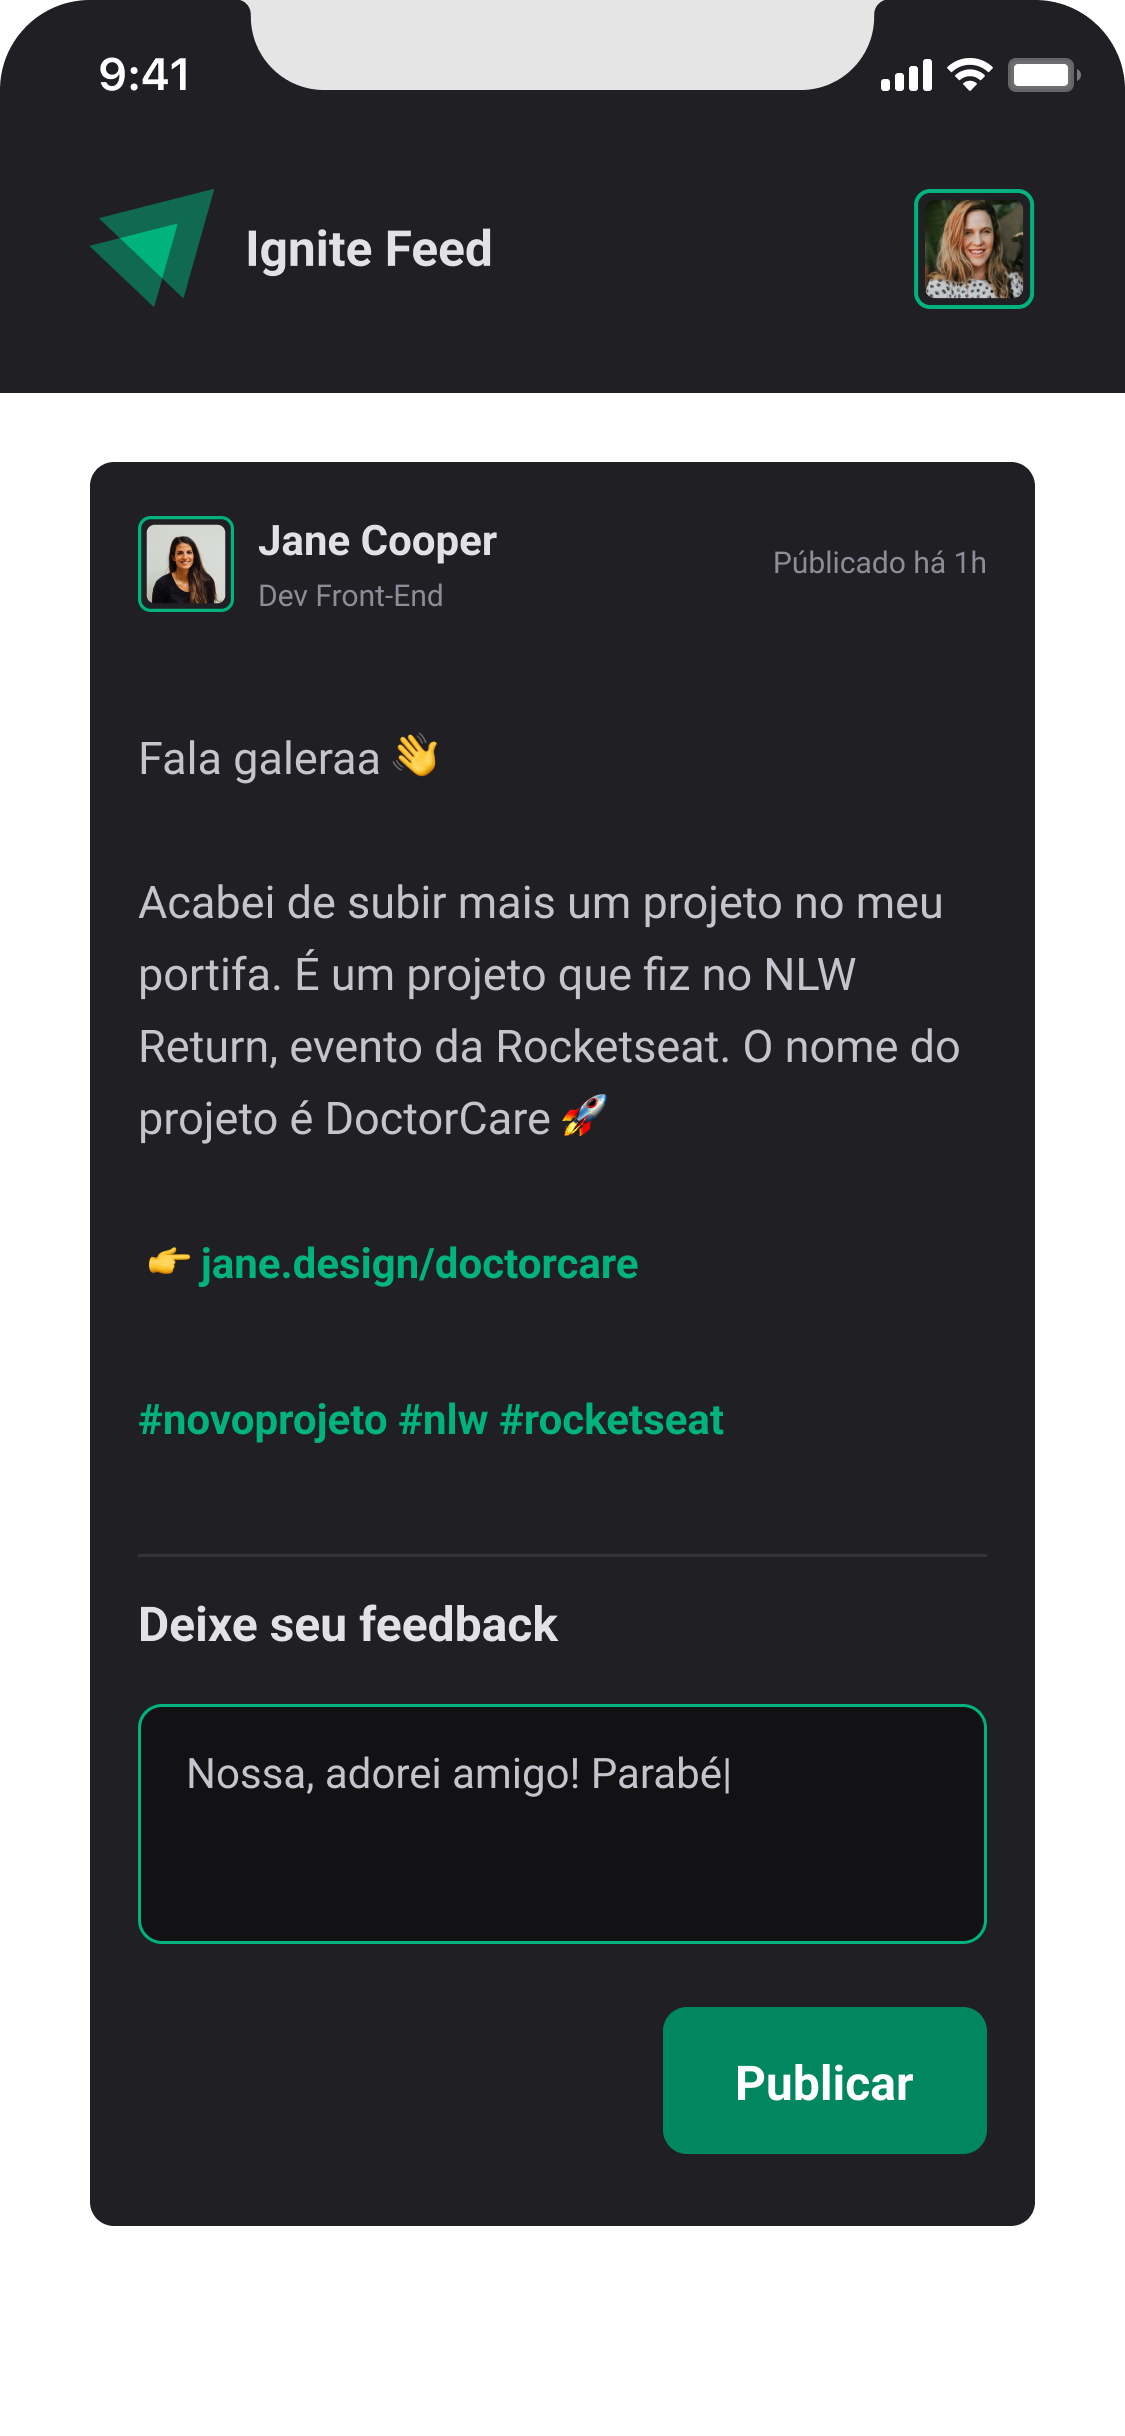 9:41
Ignite Feed
Jane Cooper
Dev Front-End
Públicado há 1h
Fala galeraa 👋
Acabei de subir mais um projeto no meu
portifa. É um projeto que fiz no NLW
Return, evento da Rocketseat. O nome do
projeto é DoctorCare 🚀
👉 jane.design/doctorcare
#novoprojeto #nlw #rocketseat
Deixe seu feedback
Nossa, adorei amigo! Parabé|
Publicar